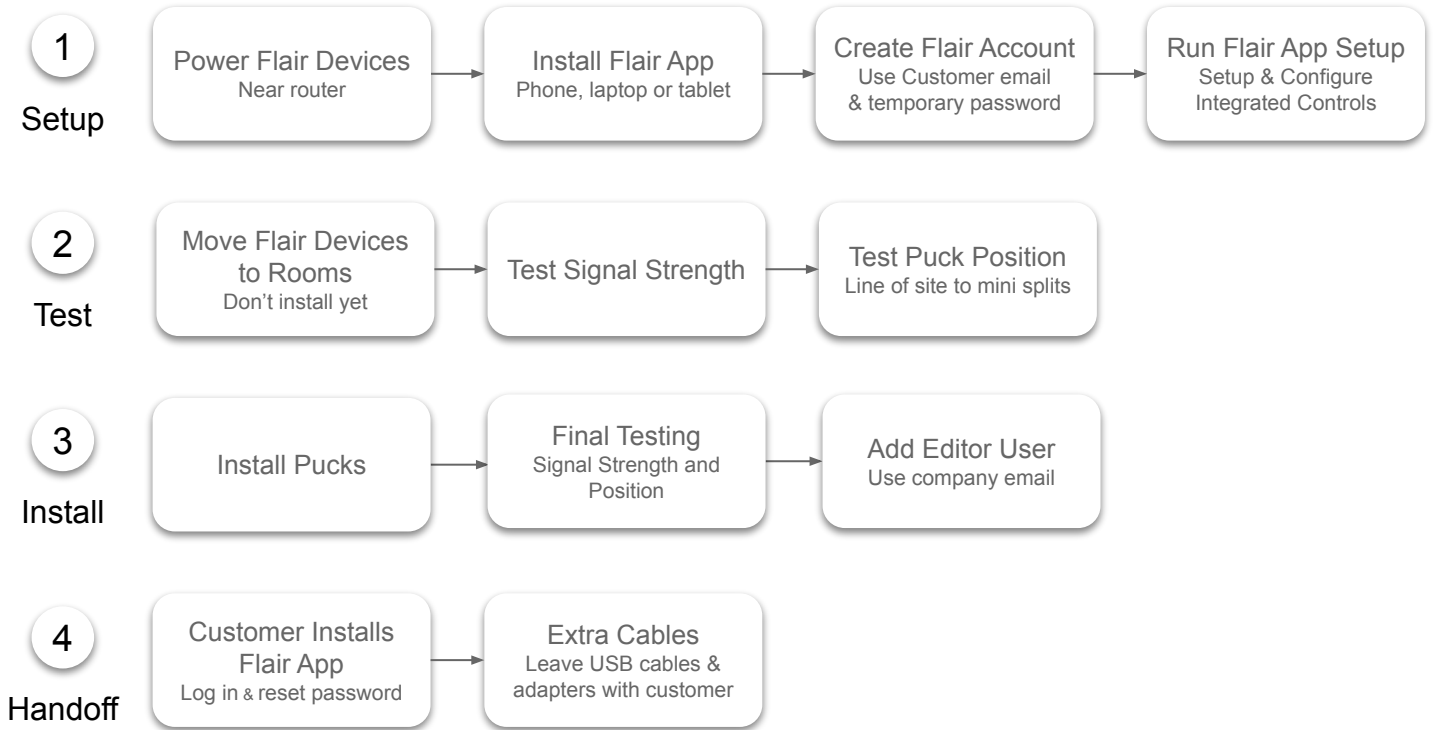 1
Setup
Power Flair Devices
Near router
Install Flair App
Phone, laptop or tablet
Create Flair Account
Use Customer email
& temporary password
Run Flair App Setup
Setup & Configure
Integrated Controls
2
Test
Move Flair Devices
to Rooms
Don’t install yet
Test Signal Strength
Test Puck Position
Line of site to mini splits
3
Install
Install Pucks
Final Testing
Signal Strength and
Position
Add Editor User
Use company email
4
Handoff
Customer Installs
Flair App
Log in & reset password
Extra Cables
Leave USB cables &
adapters with customer